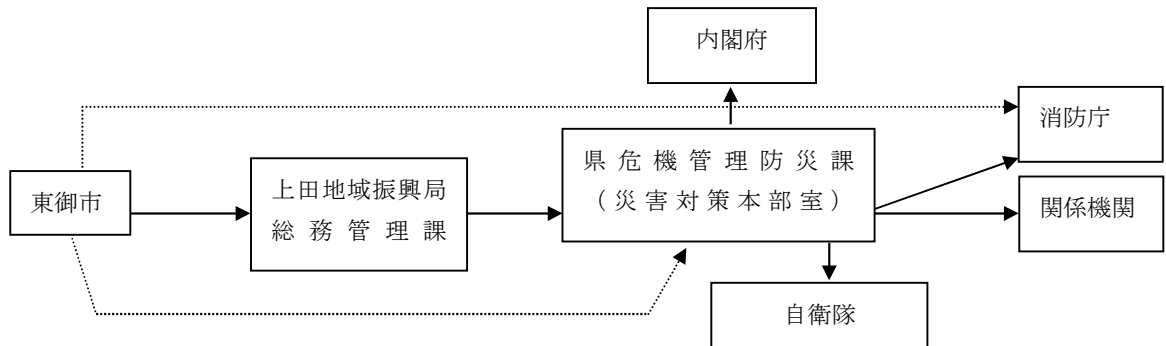 内閣府
消防庁
県危機管理防災課
（災害対策本部室）
上田地域振興局
総務管理課
東御市
関係機関
自衛隊